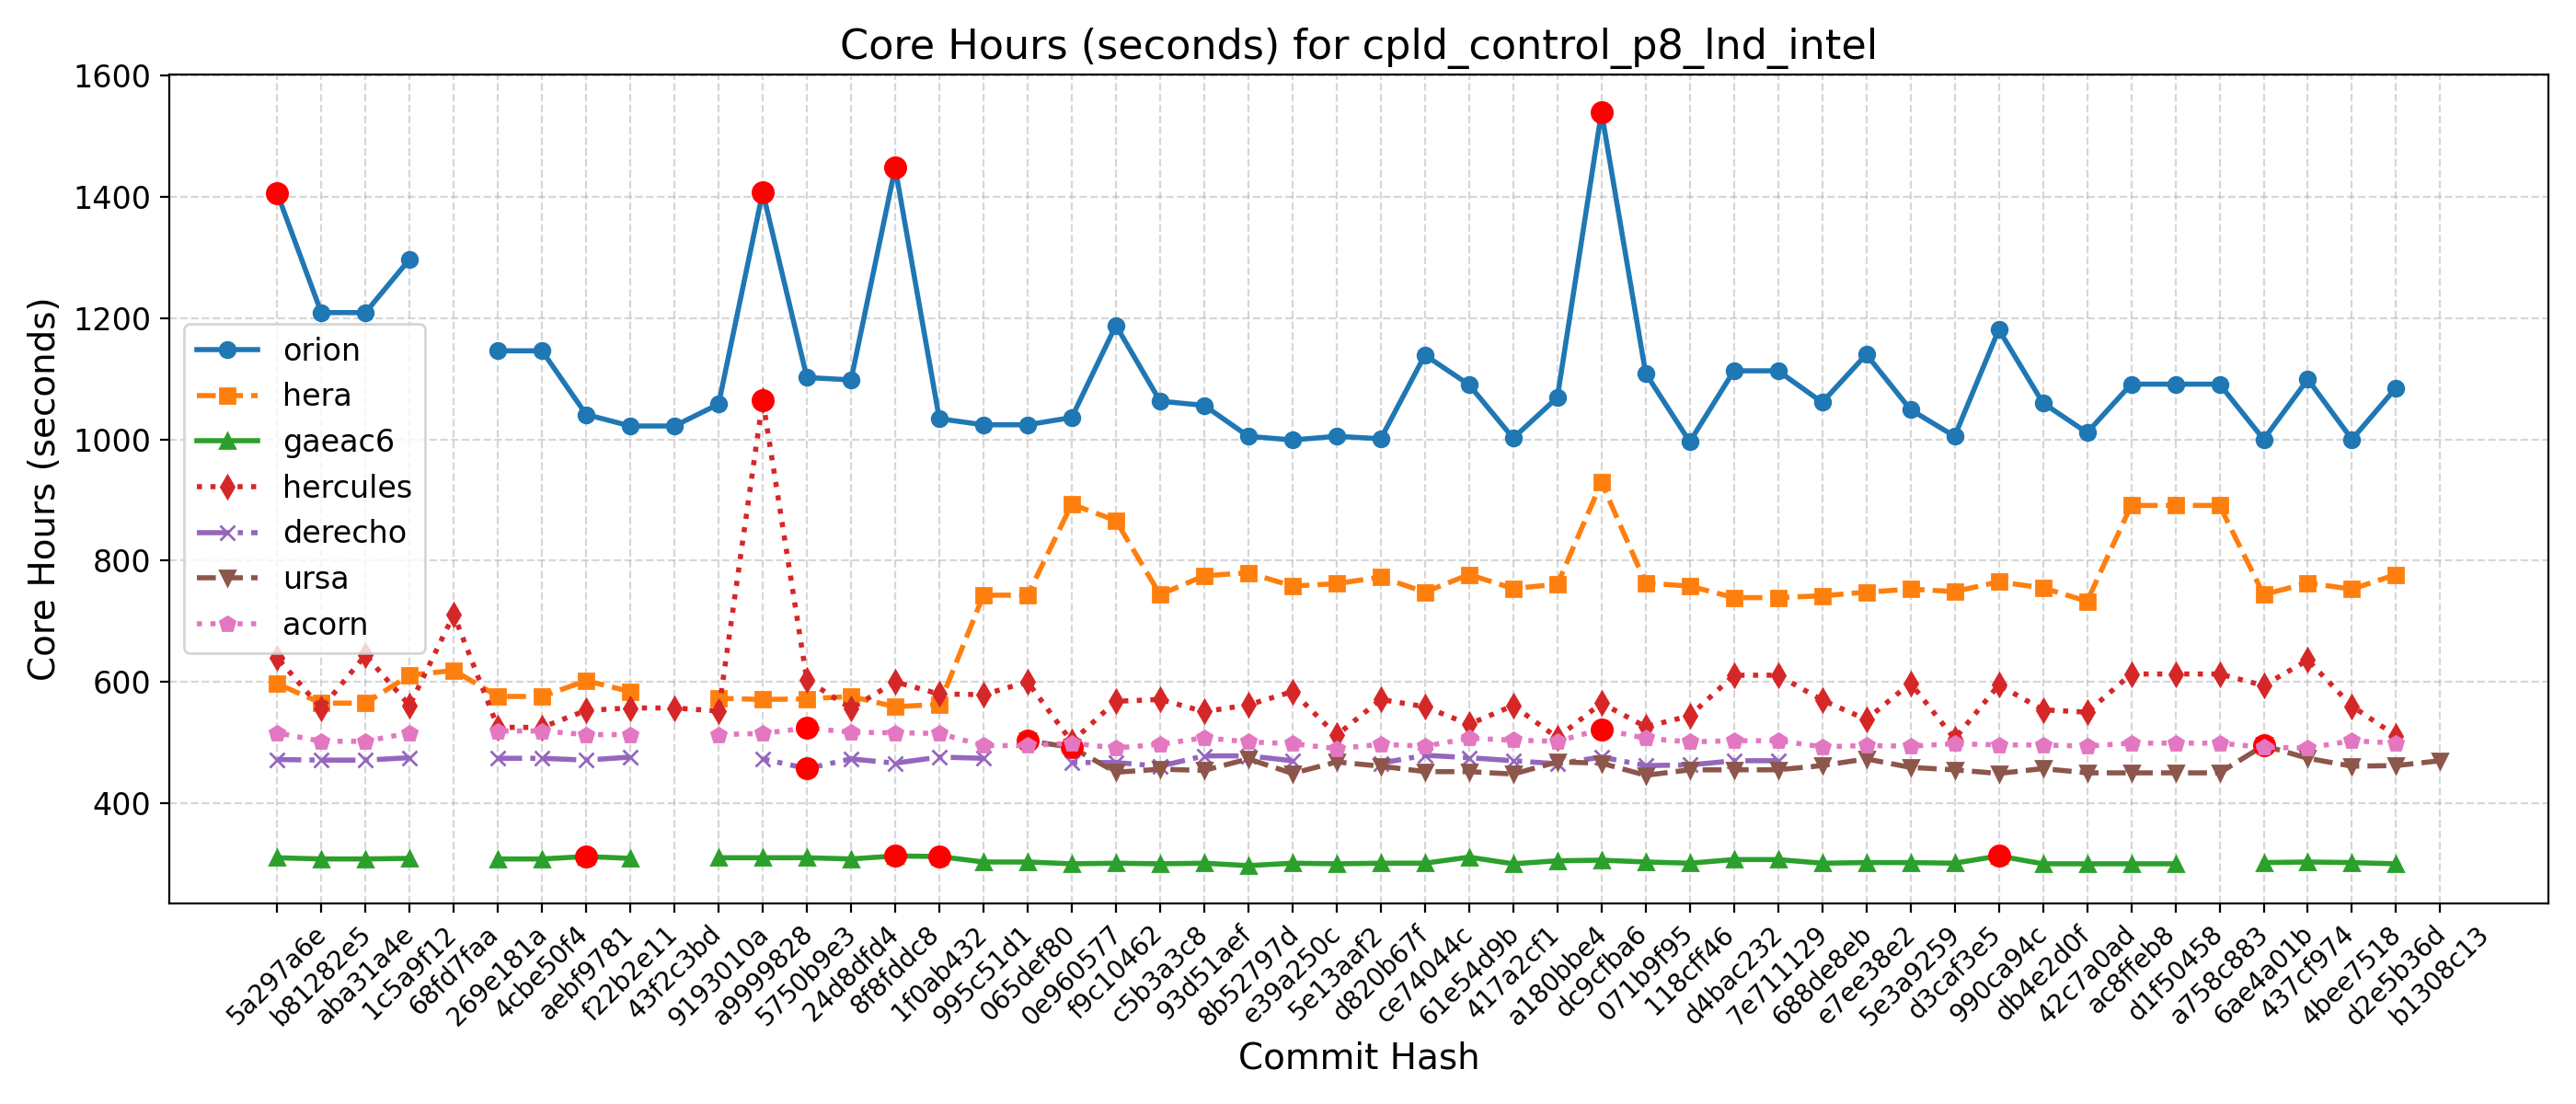 Core Hours (seconds) for cpld_control_p8_lnd_intel
Core Hours (seconds)
1600
1400
1200
1000
800
600
400
orion
hera
gaeac6
hercules
derecho
ursa
acorn
5a297a6e
b81282e5
aba31a4e
1c5a9f12
68fd7faa
269e181a
4cbe50f4
aebf9781
f22b2e11
43f2c3bd
9193010a
a9999828
5750b9e3
24d8dfd4
8f8fddc8
1f0ab432
995c51d1
065def80
0e960577
f9c10462
c5b3a3c8
93d51aef
8b52797d
e39a250c
5e13aaf2
d820b67f
ce74044c
61e54d9b
417a2cf1
a180bbe4
dc9cfba6
071b9f95
118cff46
d4bac232
7e711129
688de8eb
e7ee38e2
5e3a9259
d3caf3e5
990ca94c
db4e2d0f
42c7a0ad
ac8ffeb8
d1f50458
a758c883
6ae4a01b
437cf974
4bee7518
d2e5b36d
b1308c13
Commit Hash